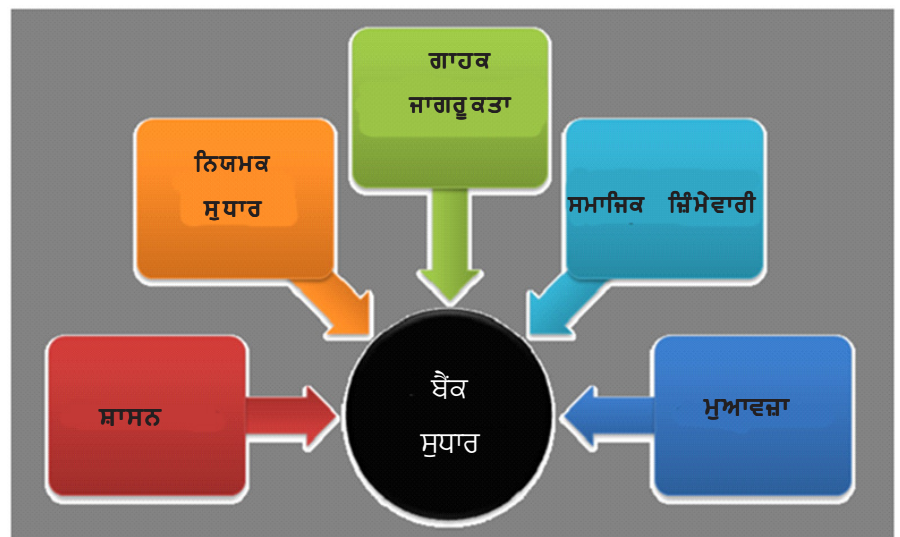 ਗਾਹਕ
ਜਾਗਰੂਕਤਾ
ਨਿਯਮਕ
ਸੁਧਾਰ
ਸਮਾਜਿਕ ਜ਼ਿੰਮੇਵਾਰੀ
ਸ਼ਾਸਨ
ਬੈਂਕ
ਸੁਧਾਰ
ਮੁਆਵਜ਼ਾ